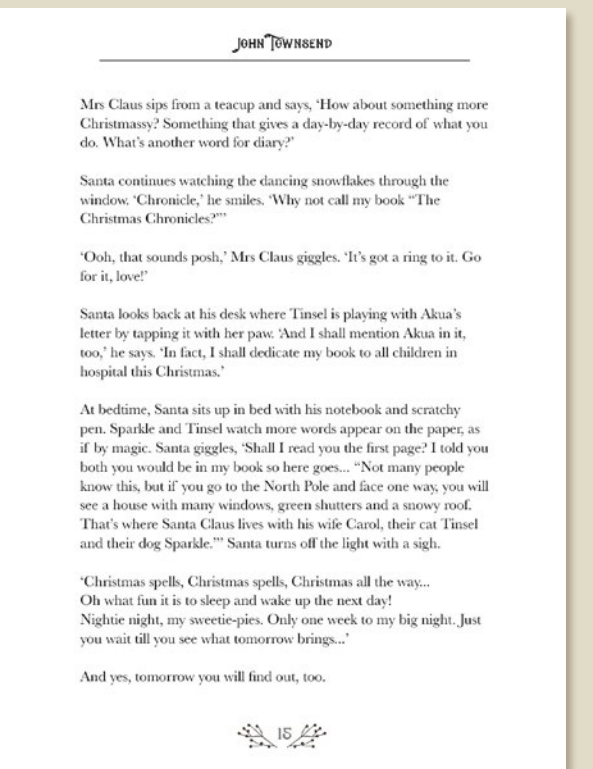 John Townsend
Mrs Claus sips from a teacup and says, ‘How about something more
Christmassy? Something that gives a day-by-day record of what you
do. What’s another word for diary?’
Santa continues watching the dancing snowflakes through the
window. ‘Chronicle,’ he smiles. ‘Why not call my book “The
Christmas Chronicles?”’
‘Ooh, that sounds posh,’ Mrs Claus giggles. ‘It’s got a ring to it. Go
for it, love!’
Santa looks back at his desk where Tinsel is playing with Akua’s
letter by tapping it with her paw. ‘And I shall mention Akua in it,
too,’ he says. ‘In fact, I shall dedicate my book to all children in
hospital this Christmas.’
At bedtime, Santa sits up in bed with his notebook and scratchy
pen. Sparkle and Tinsel watch more words appear on the paper, as
if by magic. Santa giggles, ‘Shall I read you the first page? I told you
both you would be in my book so here goes... “Not many people
know this, but if you go to the North Pole and face one way, you will
see a house with many windows, green shutters and a snowy roof.
That’s where Santa Claus lives with his wife Carol, their cat Tinsel
and their dog Sparkle.”’ Santa turns off the light with a sigh.
‘Christmas spells, Christmas spells, Christmas all the way...
Oh what fun it is to sleep and wake up the next day!
Nightie night, my sweetie-pies. Only one week to my big night. Just
you wait till you see what tomorrow brings...’
And yes, tomorrow you will find out, too.
15